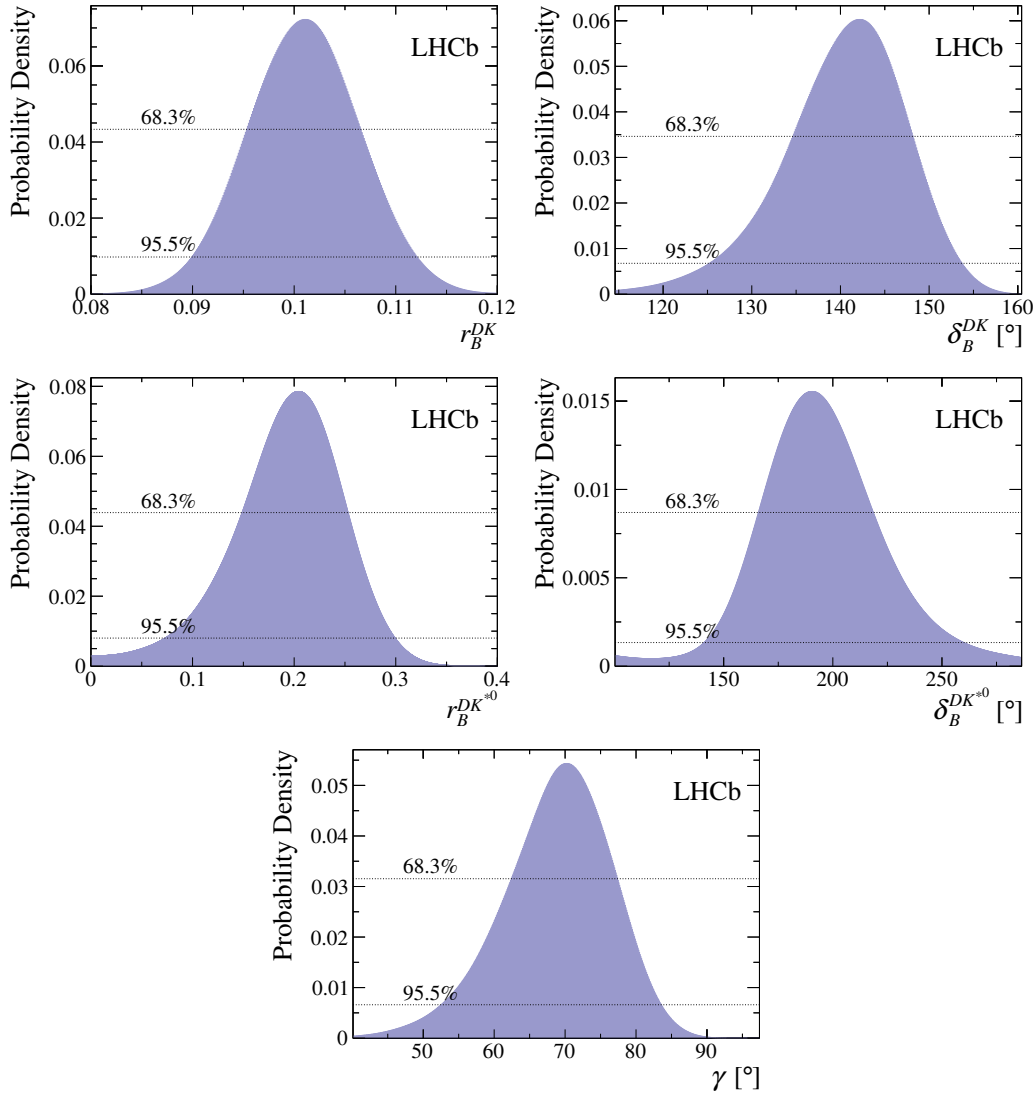 Probability Density
LHCb
0.06
0.04
0.02
0
68.3%
95.5%
0.08 0.09 0.1 0.11 0.12
r_B^{DK}
Probability Density
LHCb
0.06
0.05
0.04
0.03
0.02
0.01
0
68.3%
95.5%
120 130 140 150 160
δ_B^{DK} [°]
Probability Density
LHCb
0.08
0.06
0.04
0.02
0
68.3%
95.5%
0 0.1 0.2 0.3 0.4
r_B^{DK*0}
Probability Density
LHCb
0.015
0.01
0.005
0
68.3%
95.5%
150 200 250
δ_B^{DK*0} [°]
Probability Density
LHCb
0.05
0.04
0.03
0.02
0.01
0
68.3%
95.5%
50 60 70 80 90
γ [°]